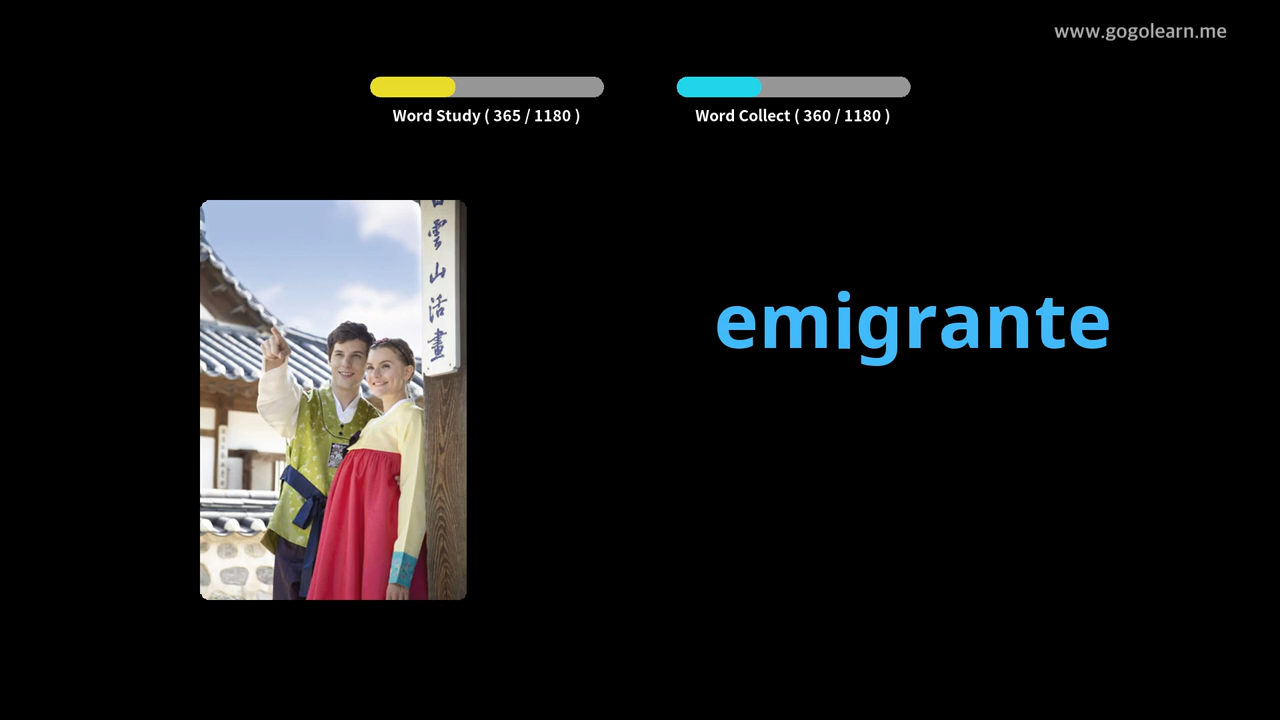 www.gogolearn.me
Word Study ( 365 / 1180 )
Word Collect ( 360 / 1180 )
雲
山
活
畫
emigrante